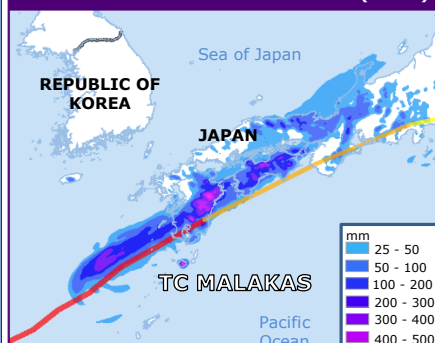 Sea of Japan
REPUBLIC OF
KOREA
JAPAN
TC MALAKAS
Pacific
Ocean
mm
25 - 50
50 - 100
100 - 200
200 - 300
300 - 400
400 - 500